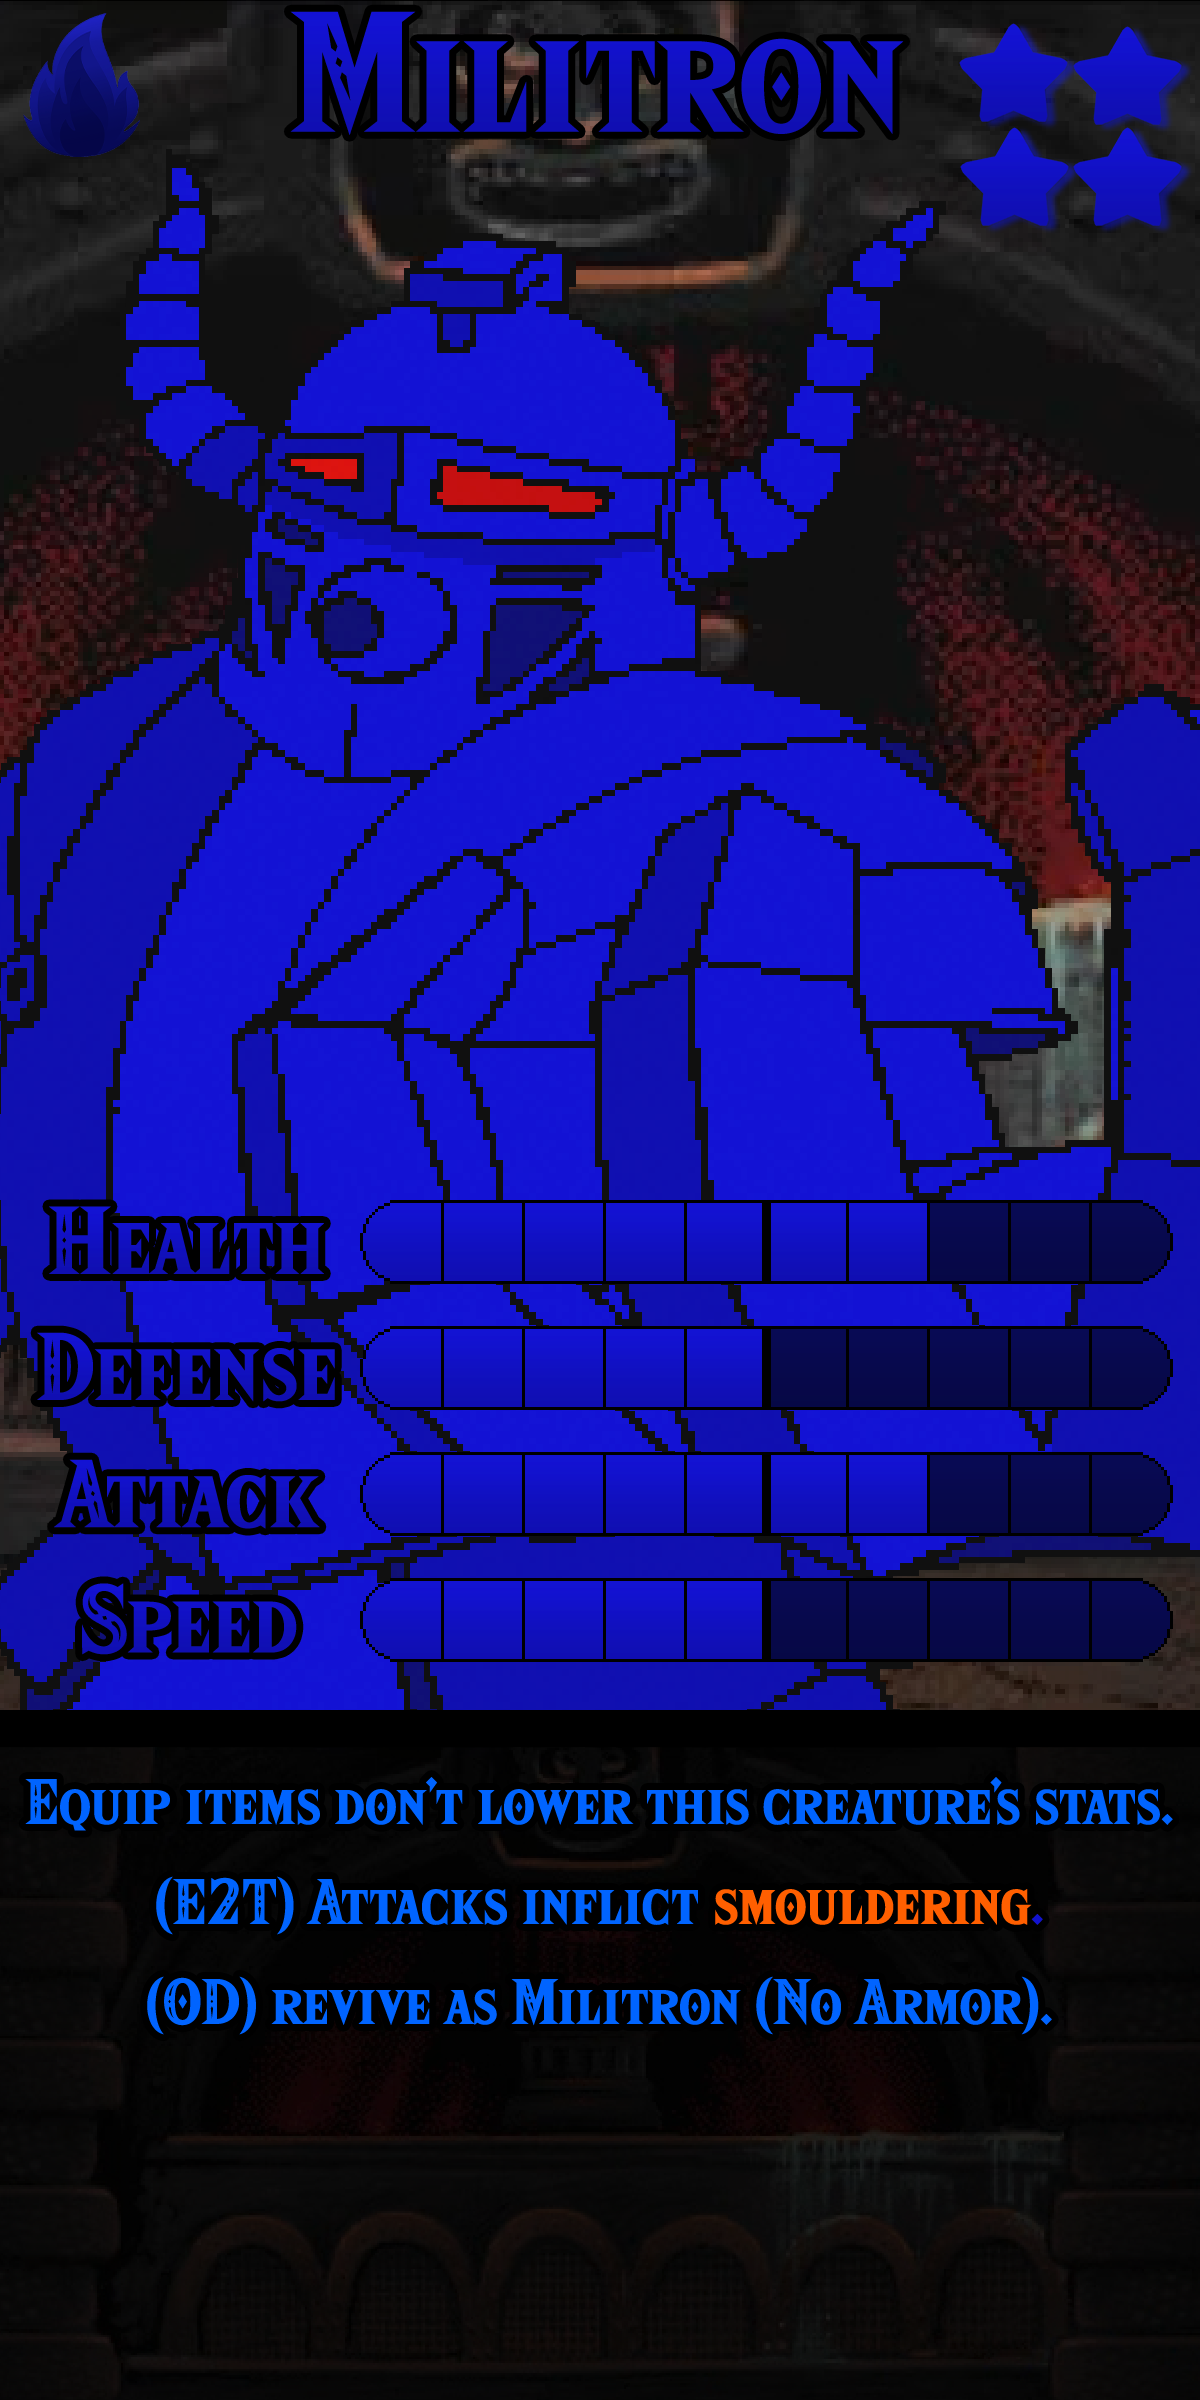 Militron
Health
Defense
Attack
Speed
Equip items don't lower this creature's stats.
(E2T) Attacks inflict smouldering.
(OD) revive as Militron (No Armor).